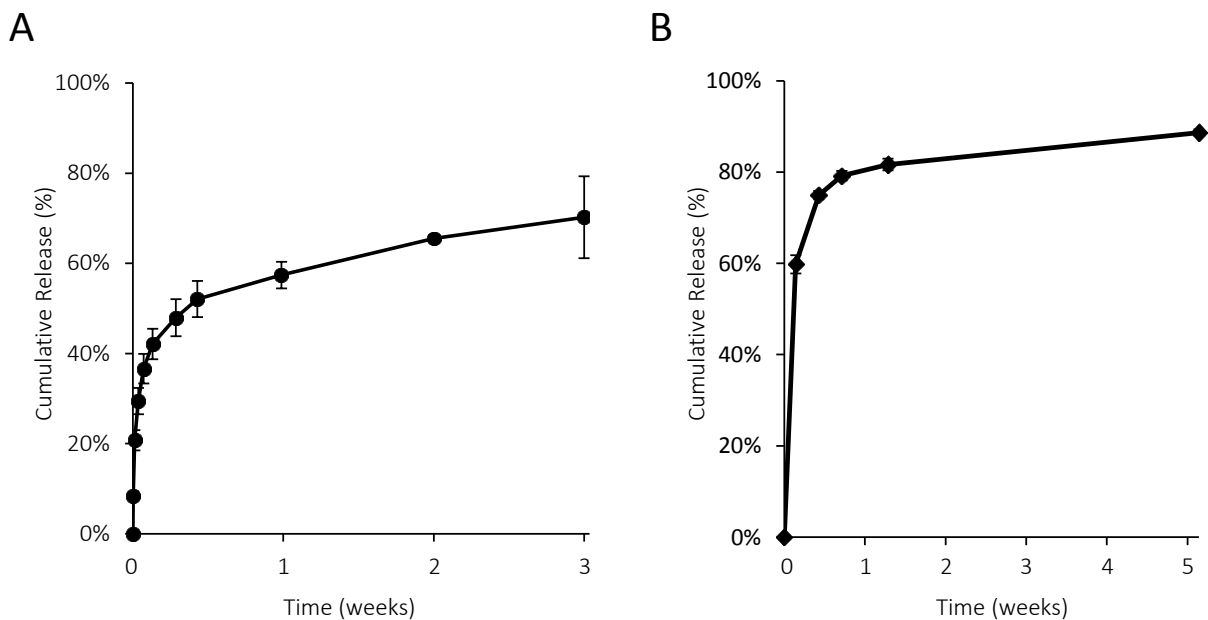 A
100%
80%
60%
40%
20%
0%
Cumulative Release (%)
0 1 2 3
Time (weeks)
B
100%
80%
60%
40%
20%
0%
Cumulative Release (%)
0 1 2 3 4 5
Time (weeks)